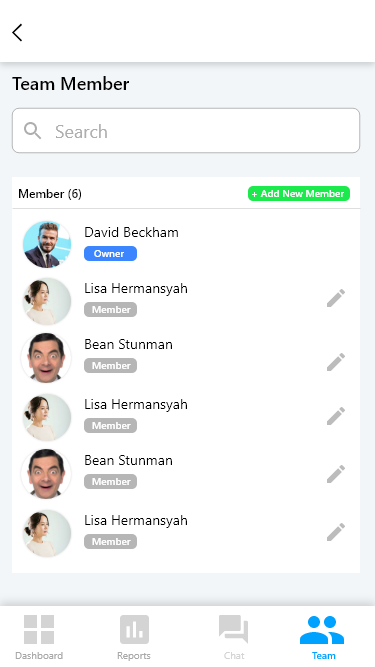 Team Member
Search
Member (6)
+ Add New Member
David Beckham
Owner
Lisa Hermansyah
Member
Bean Stunman
Member
Lisa Hermansyah
Member
Bean Stunman
Member
Lisa Hermansyah
Member
Dashboard
Reports
Chat
Team